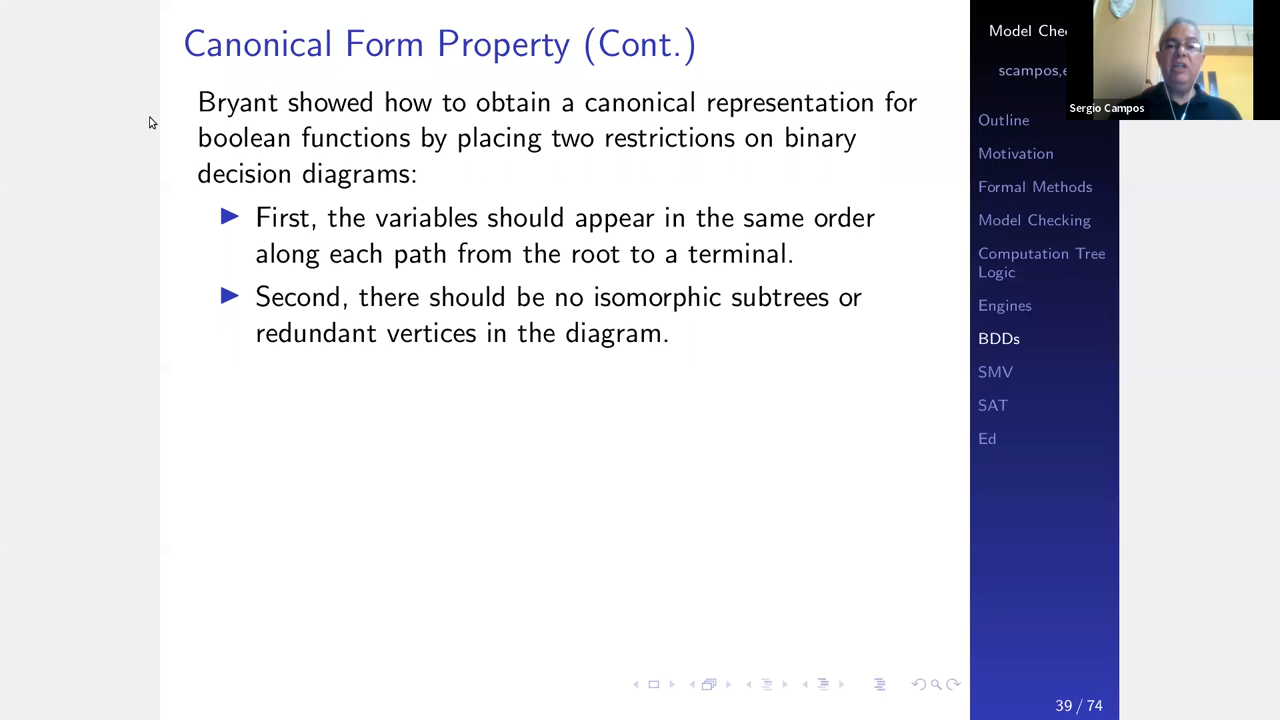 Canonical Form Property (Cont.)
Bryant showed how to obtain a canonical representation for
boolean functions by placing two restrictions on binary
decision diagrams:
First, the variables should appear in the same order
along each path from the root to a terminal.
Second, there should be no isomorphic subtrees or
redundant vertices in the diagram.
Model Che
scampos,e
Sergio Campos
Outline
Motivation
Formal Methods
Model Checking
Computation Tree
Logic
Engines
BDDs
SMV
SAT
Ed
39 / 74